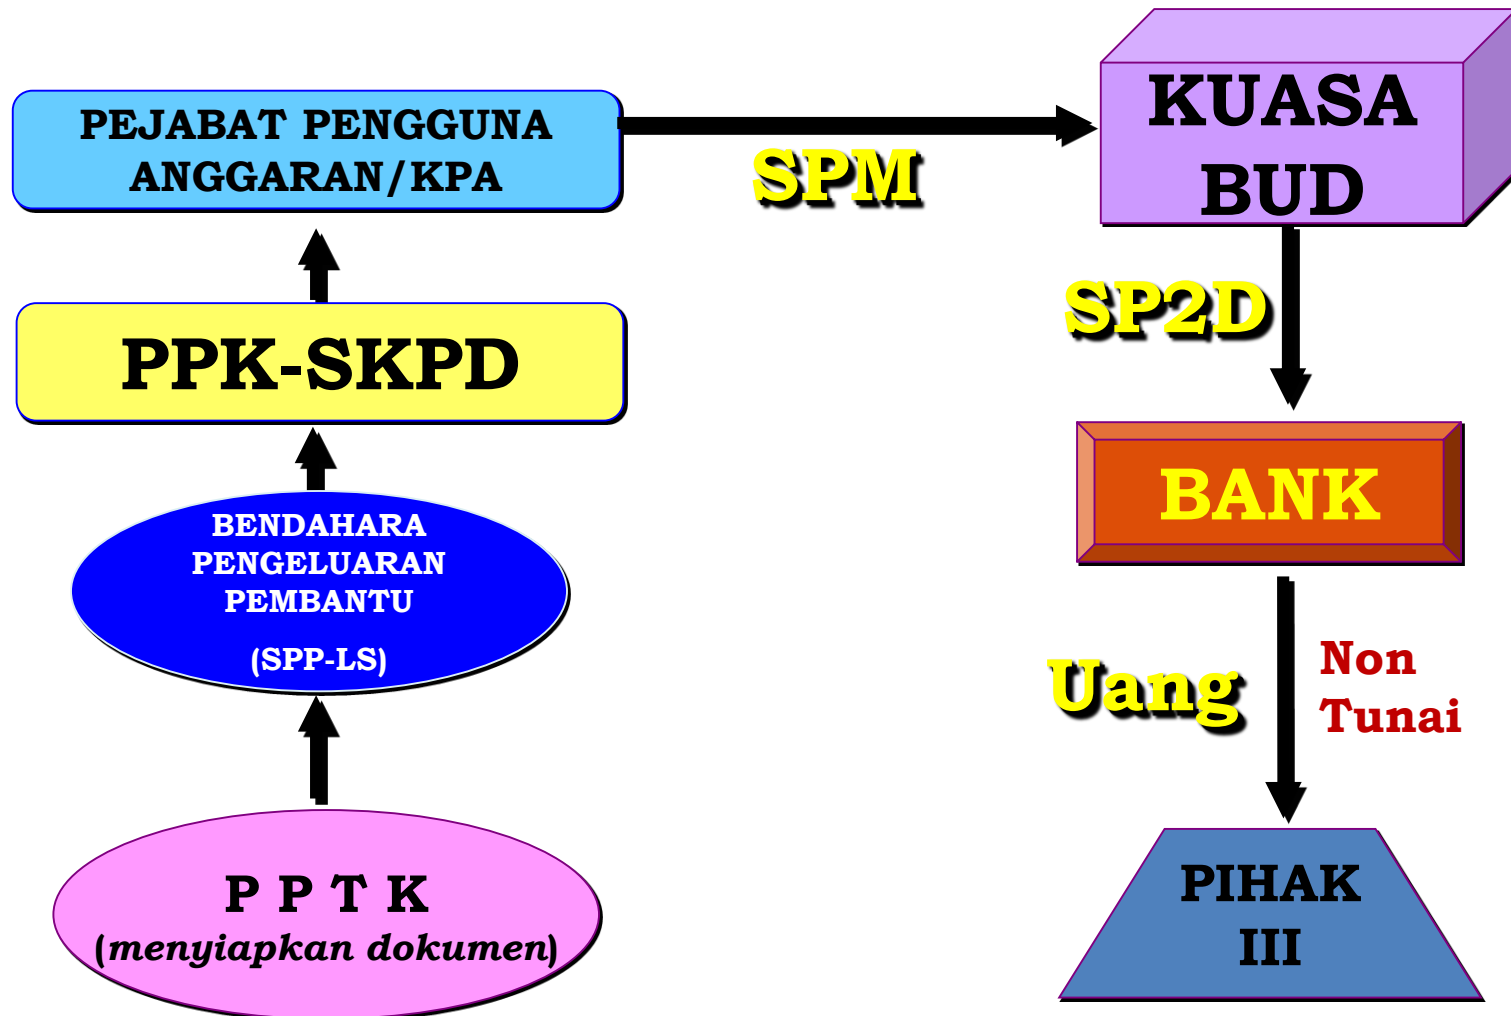 PEJABAT PENGGUNA
ANGGARAN/KPA
SPM
KUASA
BUD
PPK-SKPD
SP2D
BENDAHARA
PENGELUARAN
PEMBANTU
(SPP-LS)
BANK
Uang
Non
Tunai
P P T K
(menyiapkan dokumen)
PIHAK
III